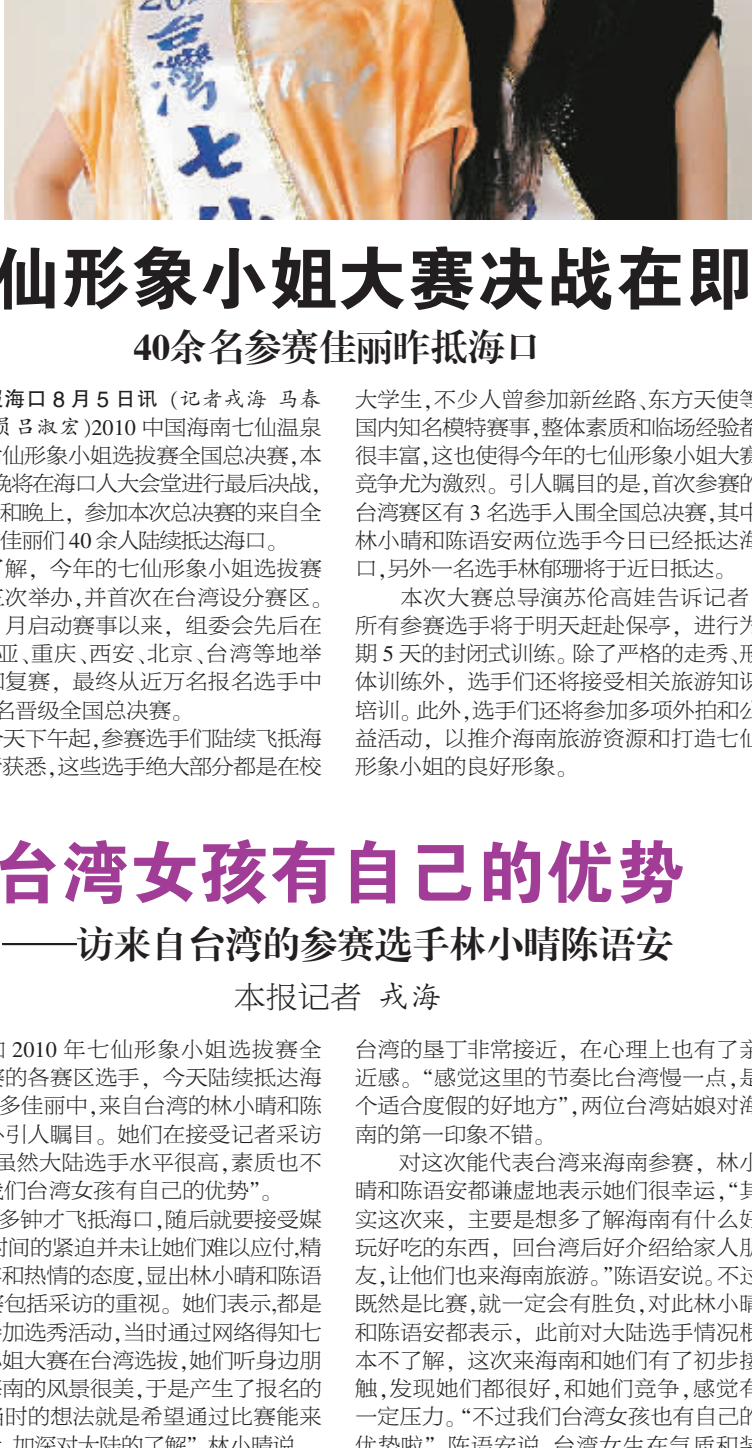 台灣
七
仙
仙形象小姐大赛决战在即
40余名参赛佳丽昨抵海口
海口8月5日讯 (记者戎海 马春
员 吕淑宏)2010 中国海南七仙温泉
仙形象小姐选拔赛全国总决赛,本
晚将在海口人大会堂进行最后决战,
和晚上，参加本次总决赛的来自全
佳丽们 40 余人陆续抵达海口。
解，今年的七仙形象小姐选拔赛
次举办,并首次在台湾设分赛区。
月启动赛事以来，组委会先后在
亚、重庆、西安、北京、台湾等地举
复赛，最终从近万名报名选手中
名晋级全国总决赛。
天下午起,参赛选手们陆续飞抵海
获悉,这些选手绝大部分都是在校
大学生,不少人曾参加新丝路、东方天使等
国内知名模特赛事,整体素质和临场经验都
很丰富,这也使得今年的七仙形象小姐大赛
竞争尤为激烈。引人瞩目的是,首次参赛的
台湾赛区有 3 名选手入围全国总决赛,其中
林小晴和陈语安两位选手今日已经抵达海
口,另外一名选手林郁珊将于近日抵达。
本次大赛总导演苏伦高娃告诉记者
所有参赛选手将于明天赶赴保亭，进行为
期 5 天的封闭式训练。除了严格的走秀、形
体训练外，选手们还将接受相关旅游知识
培训。此外,选手们还将参加多项外拍和公
益活动，以推介海南旅游资源和打造七仙
形象小姐的良好形象。
台湾女孩有自己的优势
——访来自台湾的参赛选手林小晴陈语安
本报记者 戎海
2010 年七仙形象小姐选拔赛全
的各赛区选手，今天陆续抵达海
多佳丽中,来自台湾的林小晴和陈
引人瞩目。她们在接受记者采访
虽然大陆选手水平很高,素质也不
我们台湾女孩有自己的优势”。
多钟才飞抵海口,随后就要接受媒
时间的紧迫并未让她们难以应付,精
和热情的态度,显出林小晴和陈语
赛包括采访的重视。她们表示,都是
参加选秀活动,当时通过网络得知七
小姐大赛在台湾选拔,她们听身边朋
海南的风景很美,于是产生了报名的
当时的想法就是希望通过比赛能来
加深对大陆的了解”,林小晴说
台湾的垦丁非常接近，在心理上也有了亲
近感。“感觉这里的节奏比台湾慢一点,是
个适合度假的好地方”,两位台湾姑娘对海
南的第一印象不错。
对这次能代表台湾来海南参赛，林小
晴和陈语安都谦虚地表示她们很幸运,“其
实这次来，主要是想多了解海南有什么好
玩好吃的东西，回台湾后好介绍给家人朋
友,让他们也来海南旅游。”陈语安说。不过
既然是比赛,就一定会有胜负,对此林小晴
和陈语安都表示，此前对大陆选手情况根
本不了解，这次来海南和她们有了初步接
触,发现她们都很好,和她们竞争,感觉有
一定压力。“不过我们台湾女孩也有自己的
优势啦”,陈语安说,台湾女生在气质和装